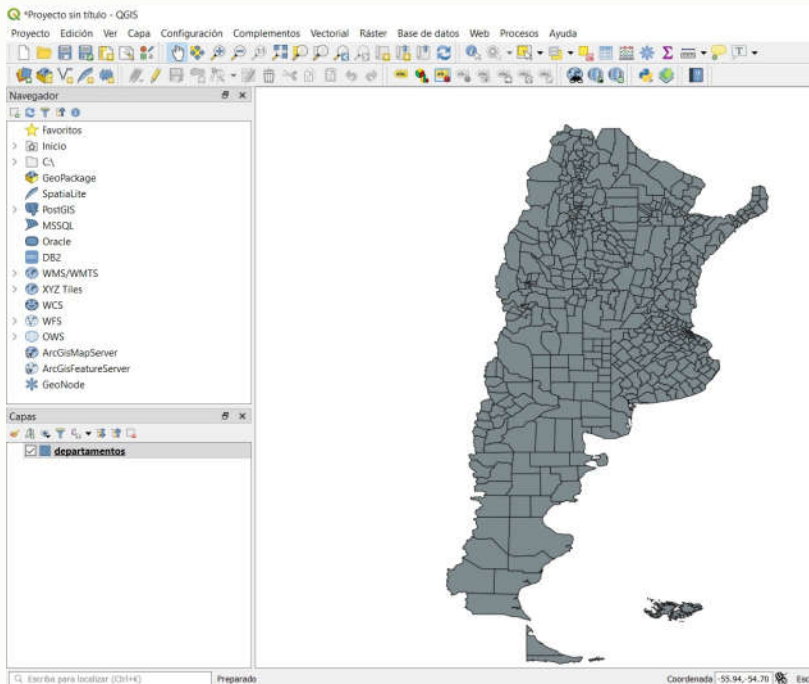 *Proyecto sin título - QGIS
Proyecto Edición Ver Capa Configuración Complementos Vectorial Ráster Base de datos Web Procesos Ayuda
Navegador
Favoritos
Inicio
C:\
GeoPackage
SpatiaLite
PostGIS
MSSQL
Oracle
DB2
WMS/WMTS
XYZ Tiles
WCS
WFS
OWS
ArcGisMapServer
ArcGisFeatureServer
GeoNode
Capas
departamentos
Escriba para localizar (Ctrl+K) Preparado Coordenada -55.94,-54.70 Esc